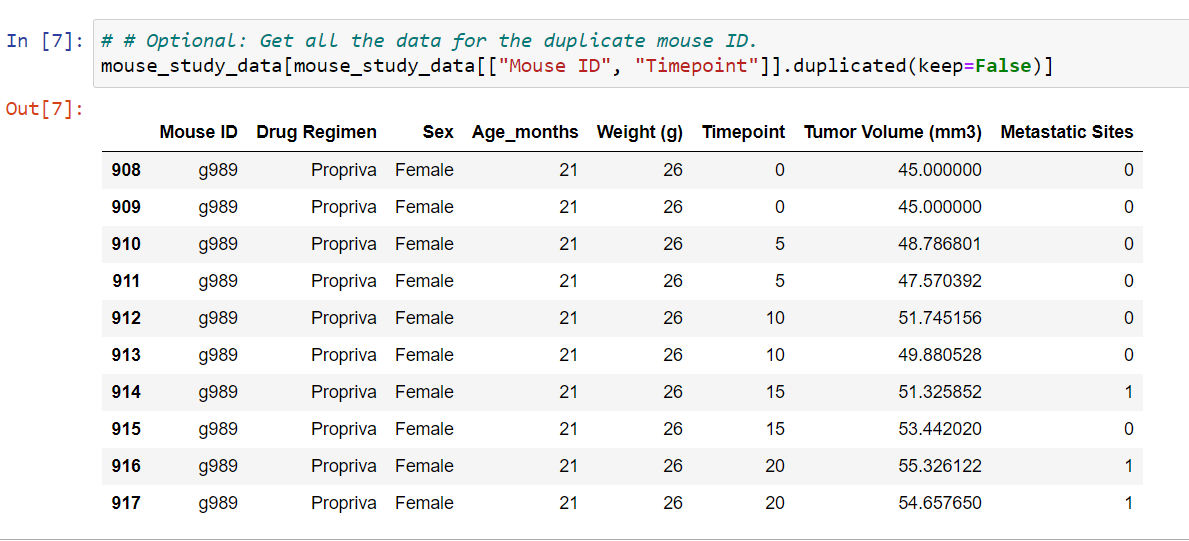 In [7]: # # Optional: Get all the data for the duplicate mouse ID.
mouse_study_data[mouse_study_data[["Mouse ID", "Timepoint"]].duplicated(keep=False)]
Out[7]:
Mouse ID Drug Regimen Sex Age_months Weight (g) Timepoint Tumor Volume (mm3) Metastatic Sites
908 g989 Propriva Female 21 26 0 45.000000 0
909 g989 Propriva Female 21 26 0 45.000000 0
910 g989 Propriva Female 21 26 5 48.786801 0
911 g989 Propriva Female 21 26 5 47.570392 0
912 g989 Propriva Female 21 26 10 51.745156 0
913 g989 Propriva Female 21 26 10 49.880528 0
914 g989 Propriva Female 21 26 15 51.325852 1
915 g989 Propriva Female 21 26 15 53.442020 0
916 g989 Propriva Female 21 26 20 55.326122 1
917 g989 Propriva Female 21 26 20 54.657650 1